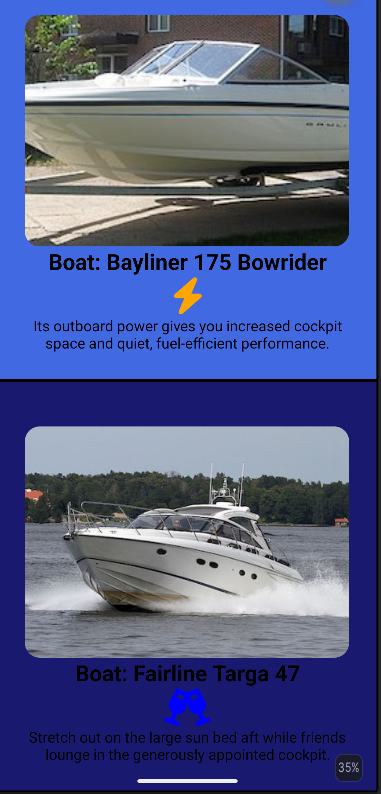 Boat: Bayliner 175 Bowrider
Its outboard power gives you increased cockpit
space and quiet, fuel-efficient performance.
Boat: Fairline Targa 47
Stretch out on the large sun bed aft while friends
lounge in the generously appointed cockpit.
35%